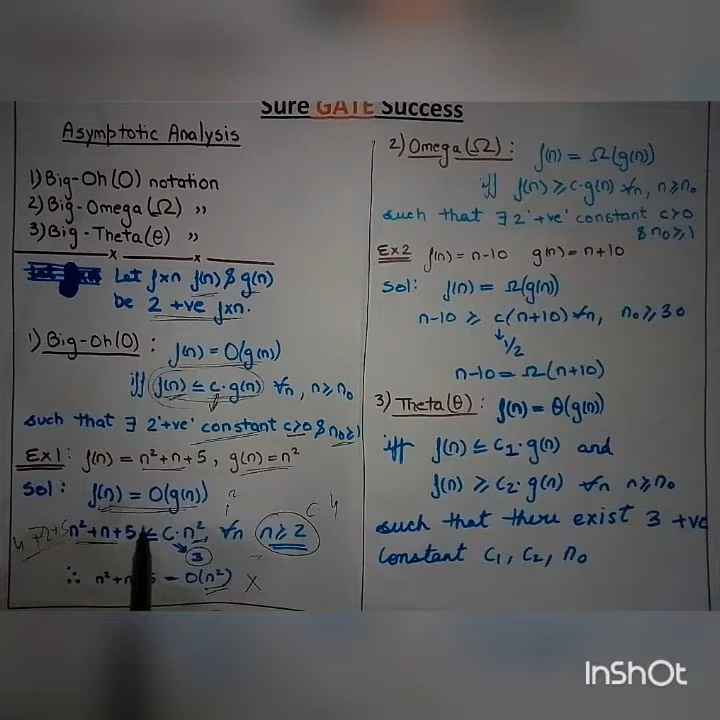 Sure GATE Success
Asymptotic Analysis
1) Big-Oh(O) notation
2) Big-Omega(Ω) ,,
3) Big-Theta(θ) ,,
x x
Let fxn f(n) & g(n)
be 2 +ve fxn.
1) Big-Oh(O) :
f(n) = O(g(n))
iff f(n) ≤ c·g(n) ∀n, n≥n₀
such that ∃ 2 '+ve' constant c>0 & n₀≥1
Ex1: f(n) = n²+n+5, g(n) = n²
Sol: f(n) = O(g(n))
n²+n+5 ≤ c·n², ∀n n≥2
3
∴ n²+n 5 = O(n²) X
C 4
2) Omega(Ω) :
f(n) = Ω(g(n))
iff f(n) ≥ c·g(n) ∀n, n≥n₀
such that ∃ 2 '+ve' constant c>0
& n₀≥1
Ex2 f(n) = n-10 g(n) = n+10
Sol: f(n) = Ω(g(n))
n-10 ≥ c(n+10) ∀n, n₀≥30
1/2
n-10 = Ω(n+10)
3) Theta(θ) : f(n) = θ(g(n))
iff f(n) ≤ c₁·g(n) and
f(n) ≥ c₂·g(n) ∀n n≥n₀
such that there exist 3 +ve
constant c₁, c₂, n₀
InShOt